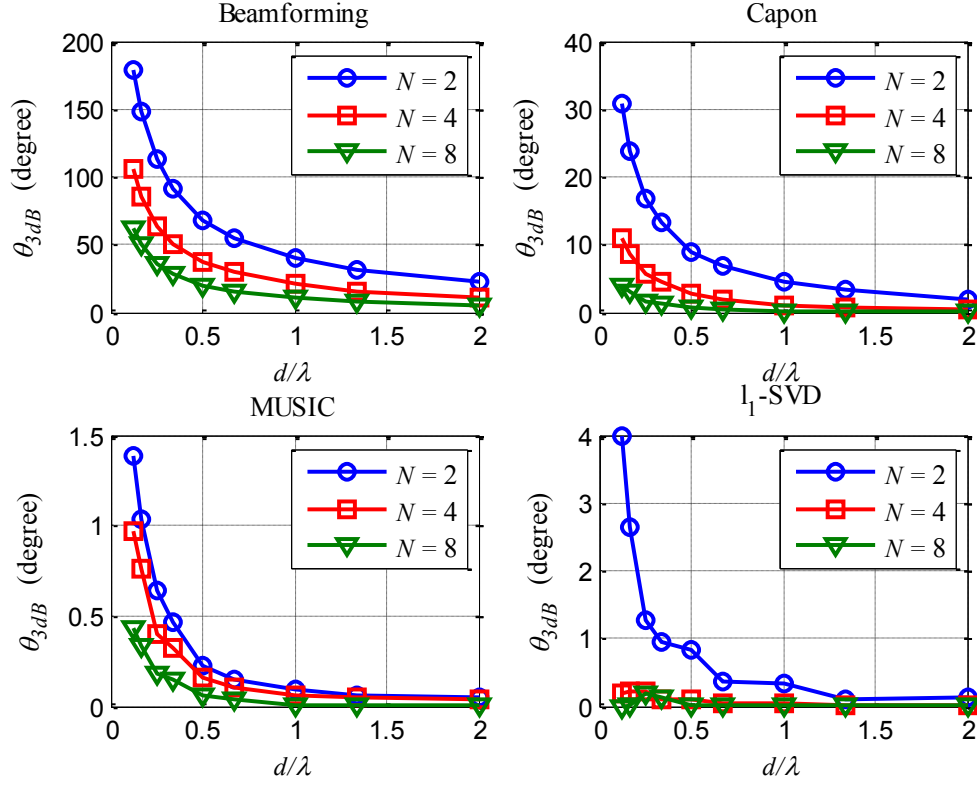 Beamforming
200
150
100
50
0
θ3dB (degree)
0 0.5 1 1.5 2
d/λ
N = 2
N = 4
N = 8
Capon
40
30
20
10
0
θ3dB (degree)
0 0.5 1 1.5 2
d/λ
N = 2
N = 4
N = 8
MUSIC
1.5
1
0.5
0
θ3dB (degree)
0 0.5 1 1.5 2
d/λ
N = 2
N = 4
N = 8
l1-SVD
4
3
2
1
0
θ3dB (degree)
0 0.5 1 1.5 2
d/λ
N = 2
N = 4
N = 8